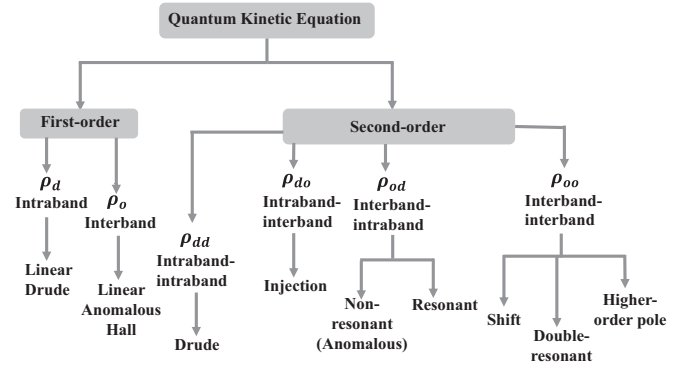 Quantum Kinetic Equation
First-order
Second-order
ρd
Intraband
ρo
Interband
Linear
Drude
Linear
Anomalous
Hall
ρdd
Intraband-
intraband
Drude
ρdo
Intraband-
interband
Injection
ρod
Interband-
intraband
Non-
resonant
(Anomalous)
Resonant
ρoo
Interband-
interband
Shift
Double-
resonant
Higher-
order pole